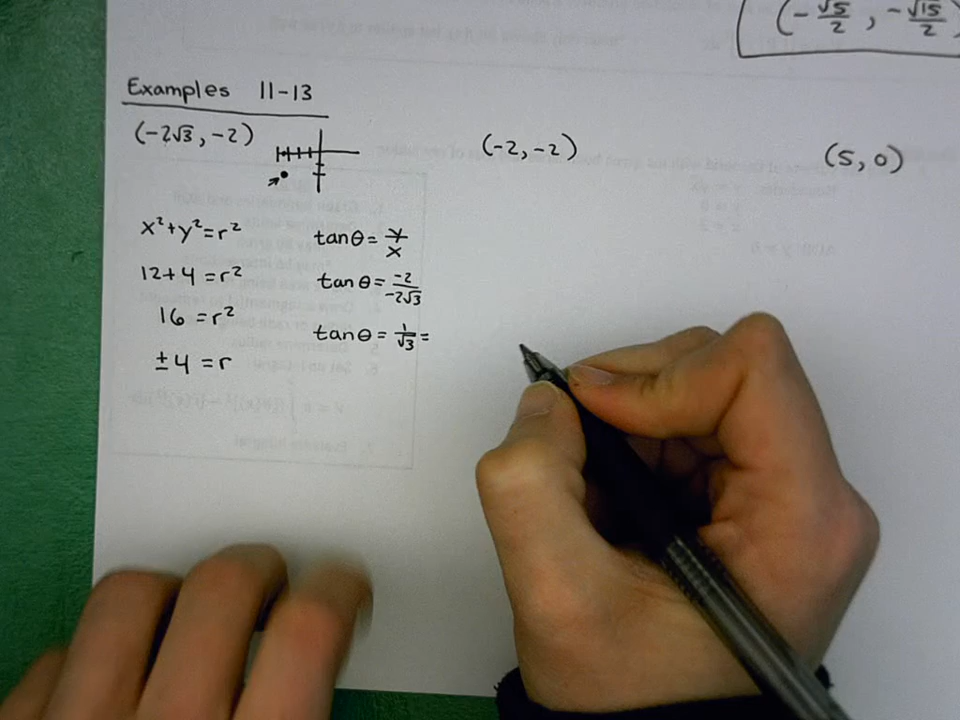 (-√5/2, -√15/2)
Examples 11-13
(-2√3, -2)
(-2, -2)
(5, 0)
x²+y²=r²
tanθ = y/x
12+4 =r²
tanθ = -2/-2√3
16 =r²
tanθ = 1/√3 =
±4 =r